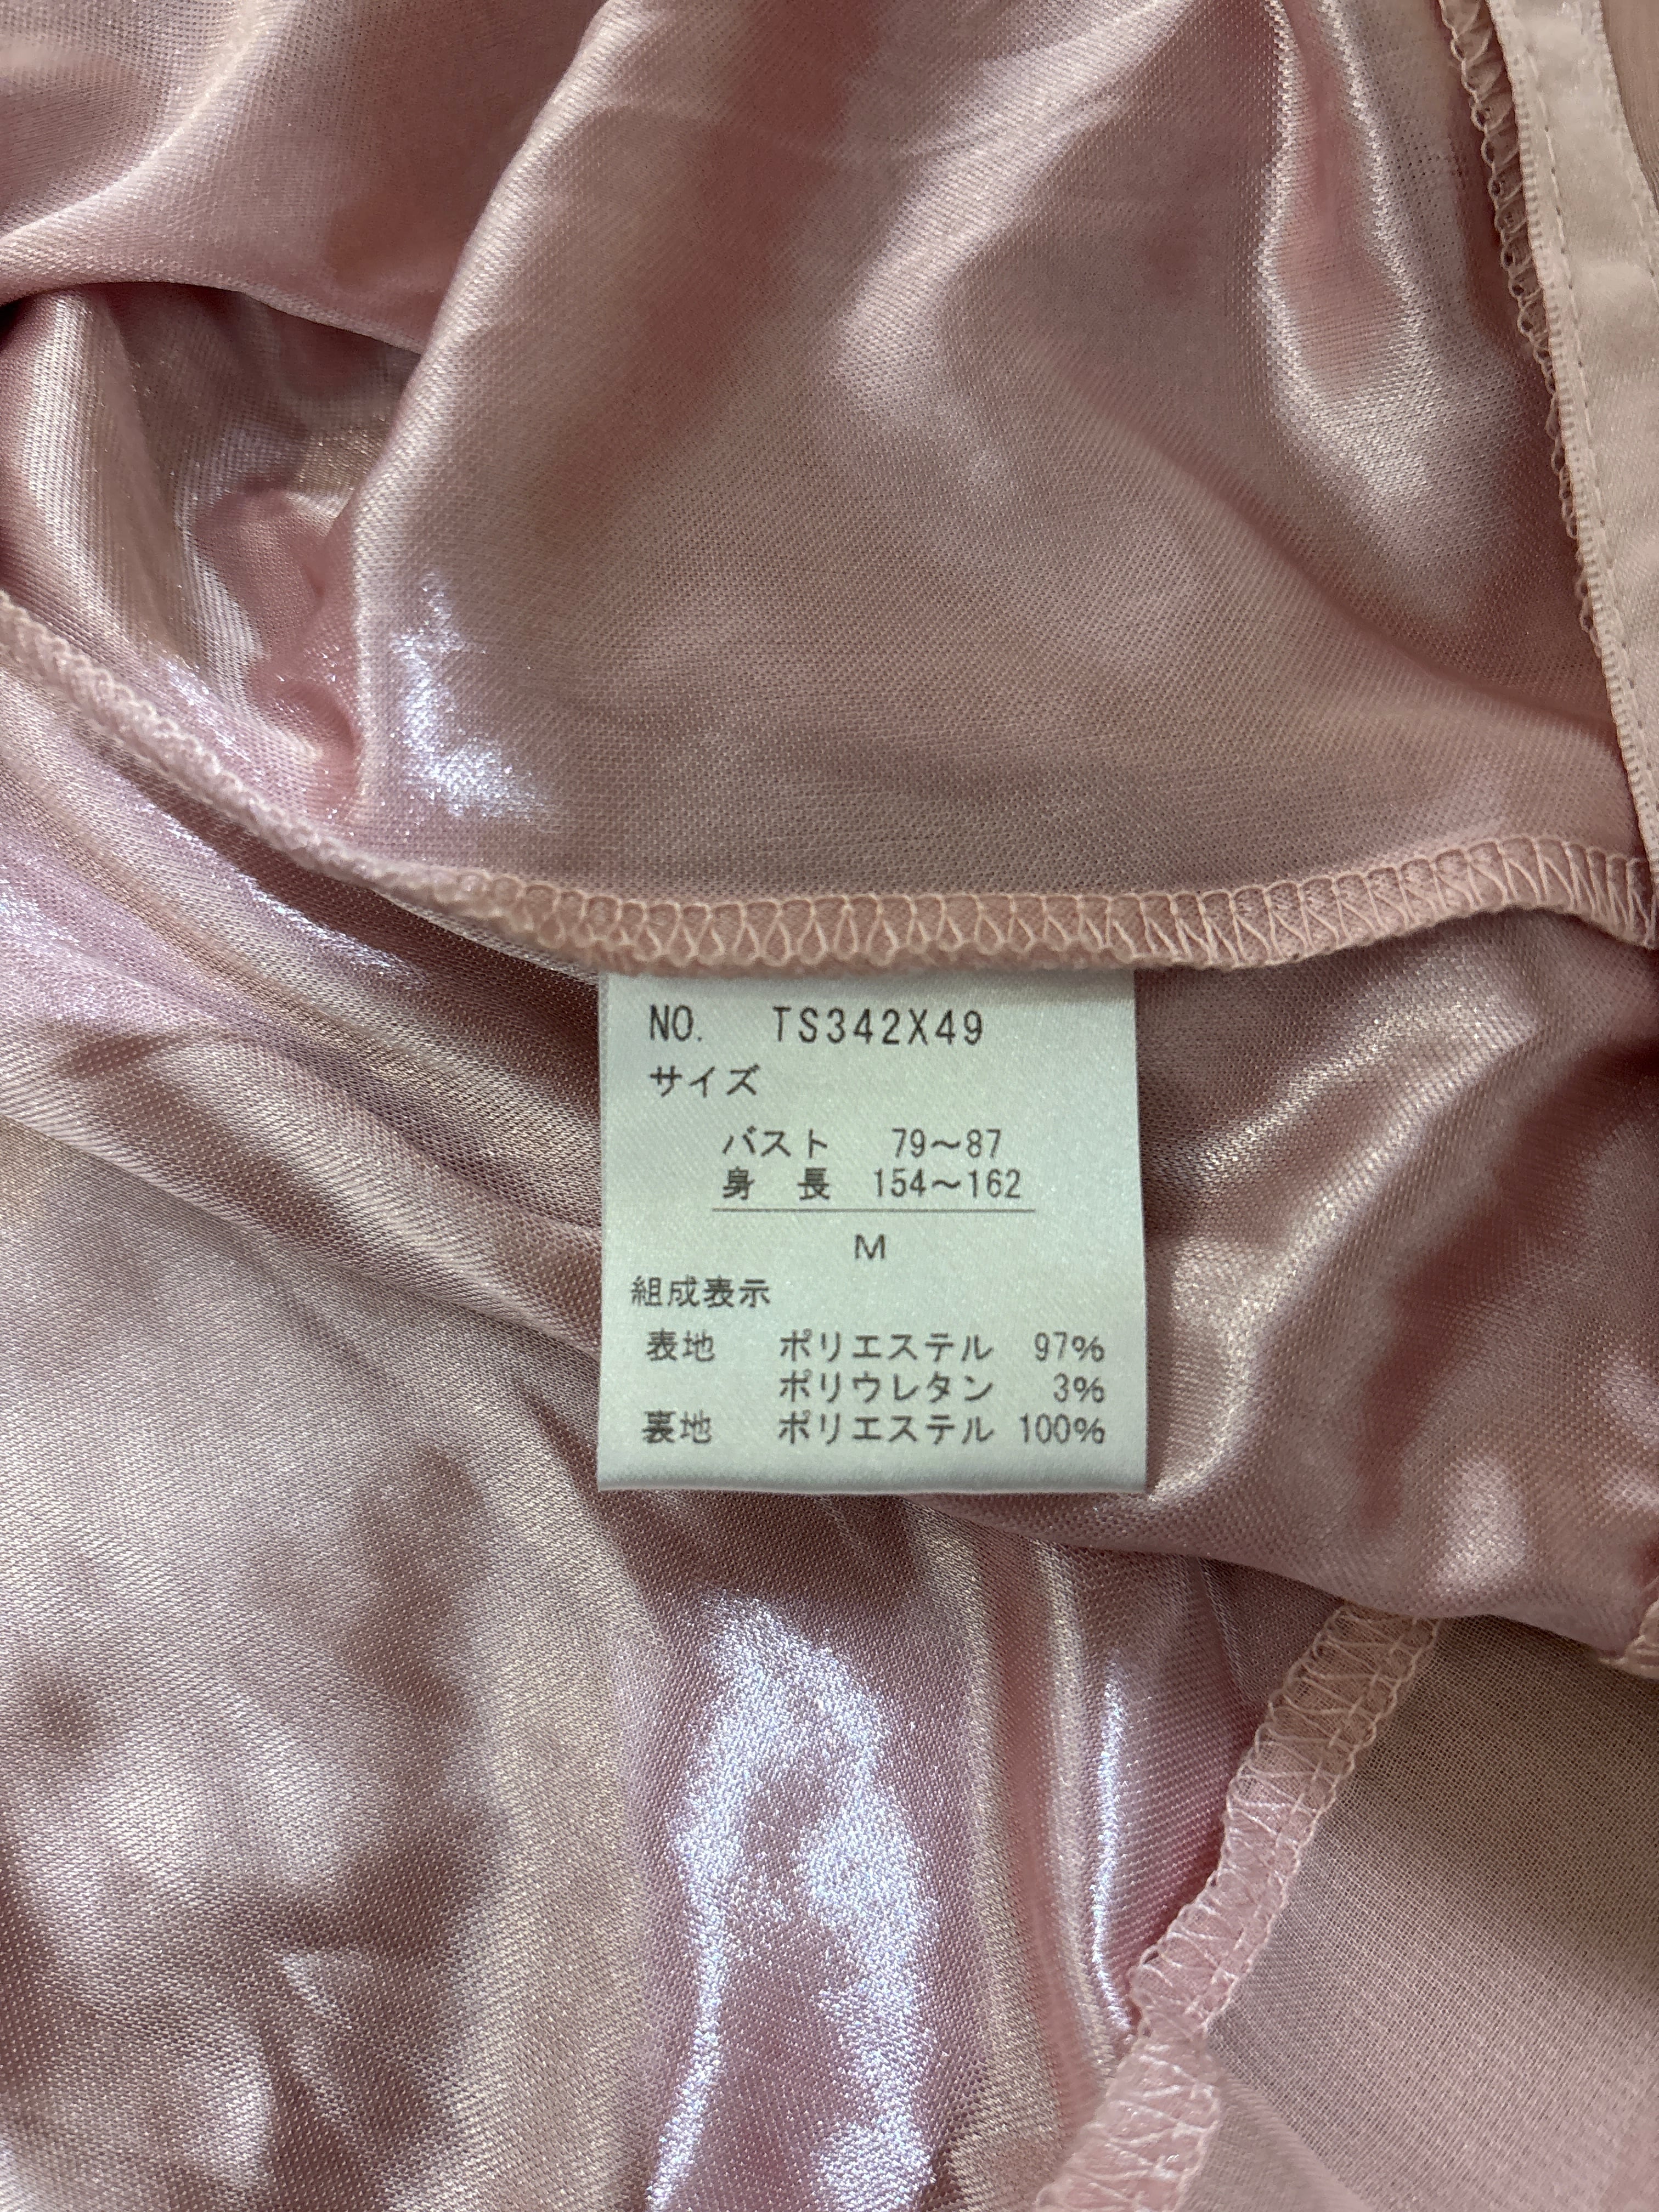 NO. TS342X49
サイズ
バスト 79〜87
身 長 154〜162
M
組成表示
表地 ポリエステル 97%
ポリウレタン 3%
裏地 ポリエステル 100%